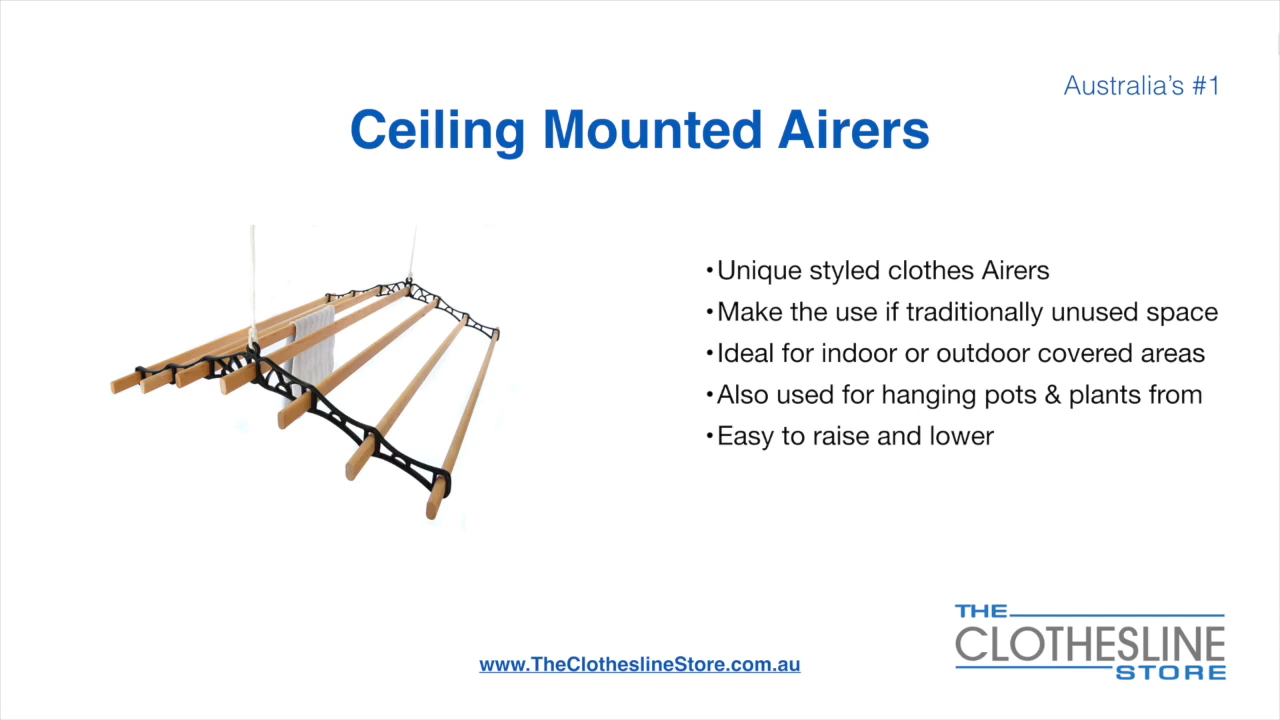 Australia's #1
Ceiling Mounted Airers
•Unique styled clothes Airers
•Make the use if traditionally unused space
•Ideal for indoor or outdoor covered areas
•Also used for hanging pots & plants from
•Easy to raise and lower
THE
CLOTHESLINE
STORE
www.TheClotheslineStore.com.au